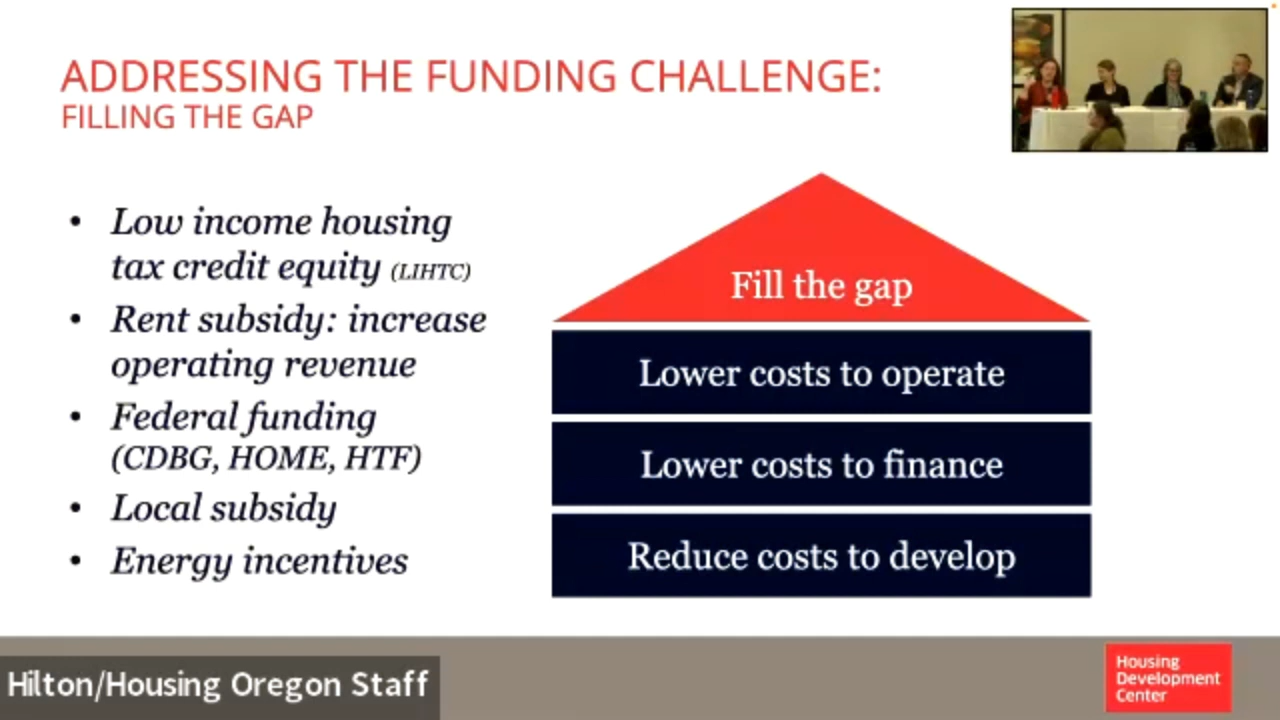 ADDRESSING THE FUNDING CHALLENGE:
FILLING THE GAP
• Low income housing
tax credit equity (LIHTC)
• Rent subsidy: increase
operating revenue
• Federal funding
(CDBG, HOME, HTF)
• Local subsidy
• Energy incentives
Fill the gap
Lower costs to operate
Lower costs to finance
Reduce costs to develop
Hilton/Housing Oregon Staff
Housing
Development
Center